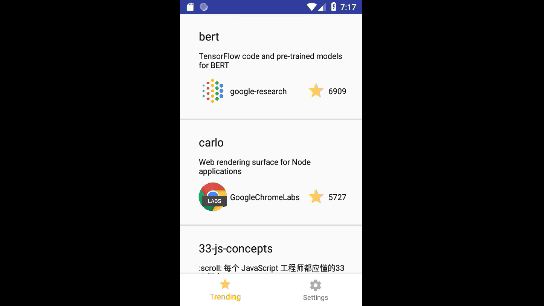 7:17
bert
TensorFlow code and pre-trained models
for BERT
google-research 6909
carlo
Web rendering surface for Node
applications
LABS
GoogleChromeLabs 5727
33-js-concepts
:scroll: 每个 JavaScript 工程师都应懂的33
Trending Settings